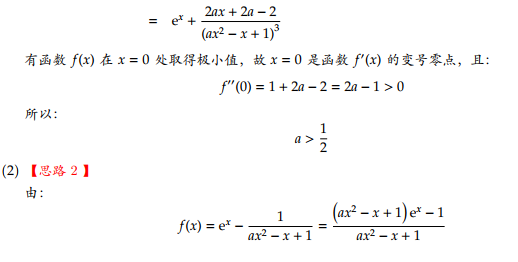 = eˣ + (2ax + 2a − 2)/(ax² − x + 1)³
有函数 f(x) 在 x = 0 处取得极小值，故 x = 0 是函数 f′(x) 的变号零点，且：
f″(0) = 1 + 2a − 2 = 2a − 1 > 0
所以：
a > 1/2
(2) 【思路 2】
由：
f(x) = eˣ − 1/(ax² − x + 1) = ((ax² − x + 1) eˣ − 1)/(ax² − x + 1)